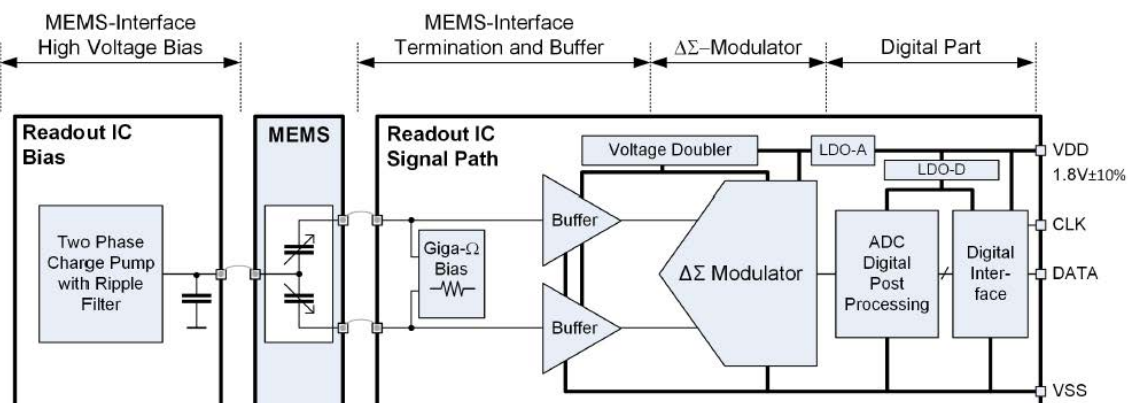 MEMS-Interface
High Voltage Bias
MEMS-Interface
Termination and Buffer
ΔΣ–Modulator
Digital Part
Readout IC
Bias
Two Phase
Charge Pump
with Ripple
Filter
MEMS
Readout IC
Signal Path
Giga-Ω
Bias
Buffer
Buffer
Voltage Doubler
ΔΣ Modulator
LDO-A
LDO-D
ADC
Digital
Post
Processing
Digital
Inter-
face
VDD
1.8V±10%
CLK
DATA
VSS